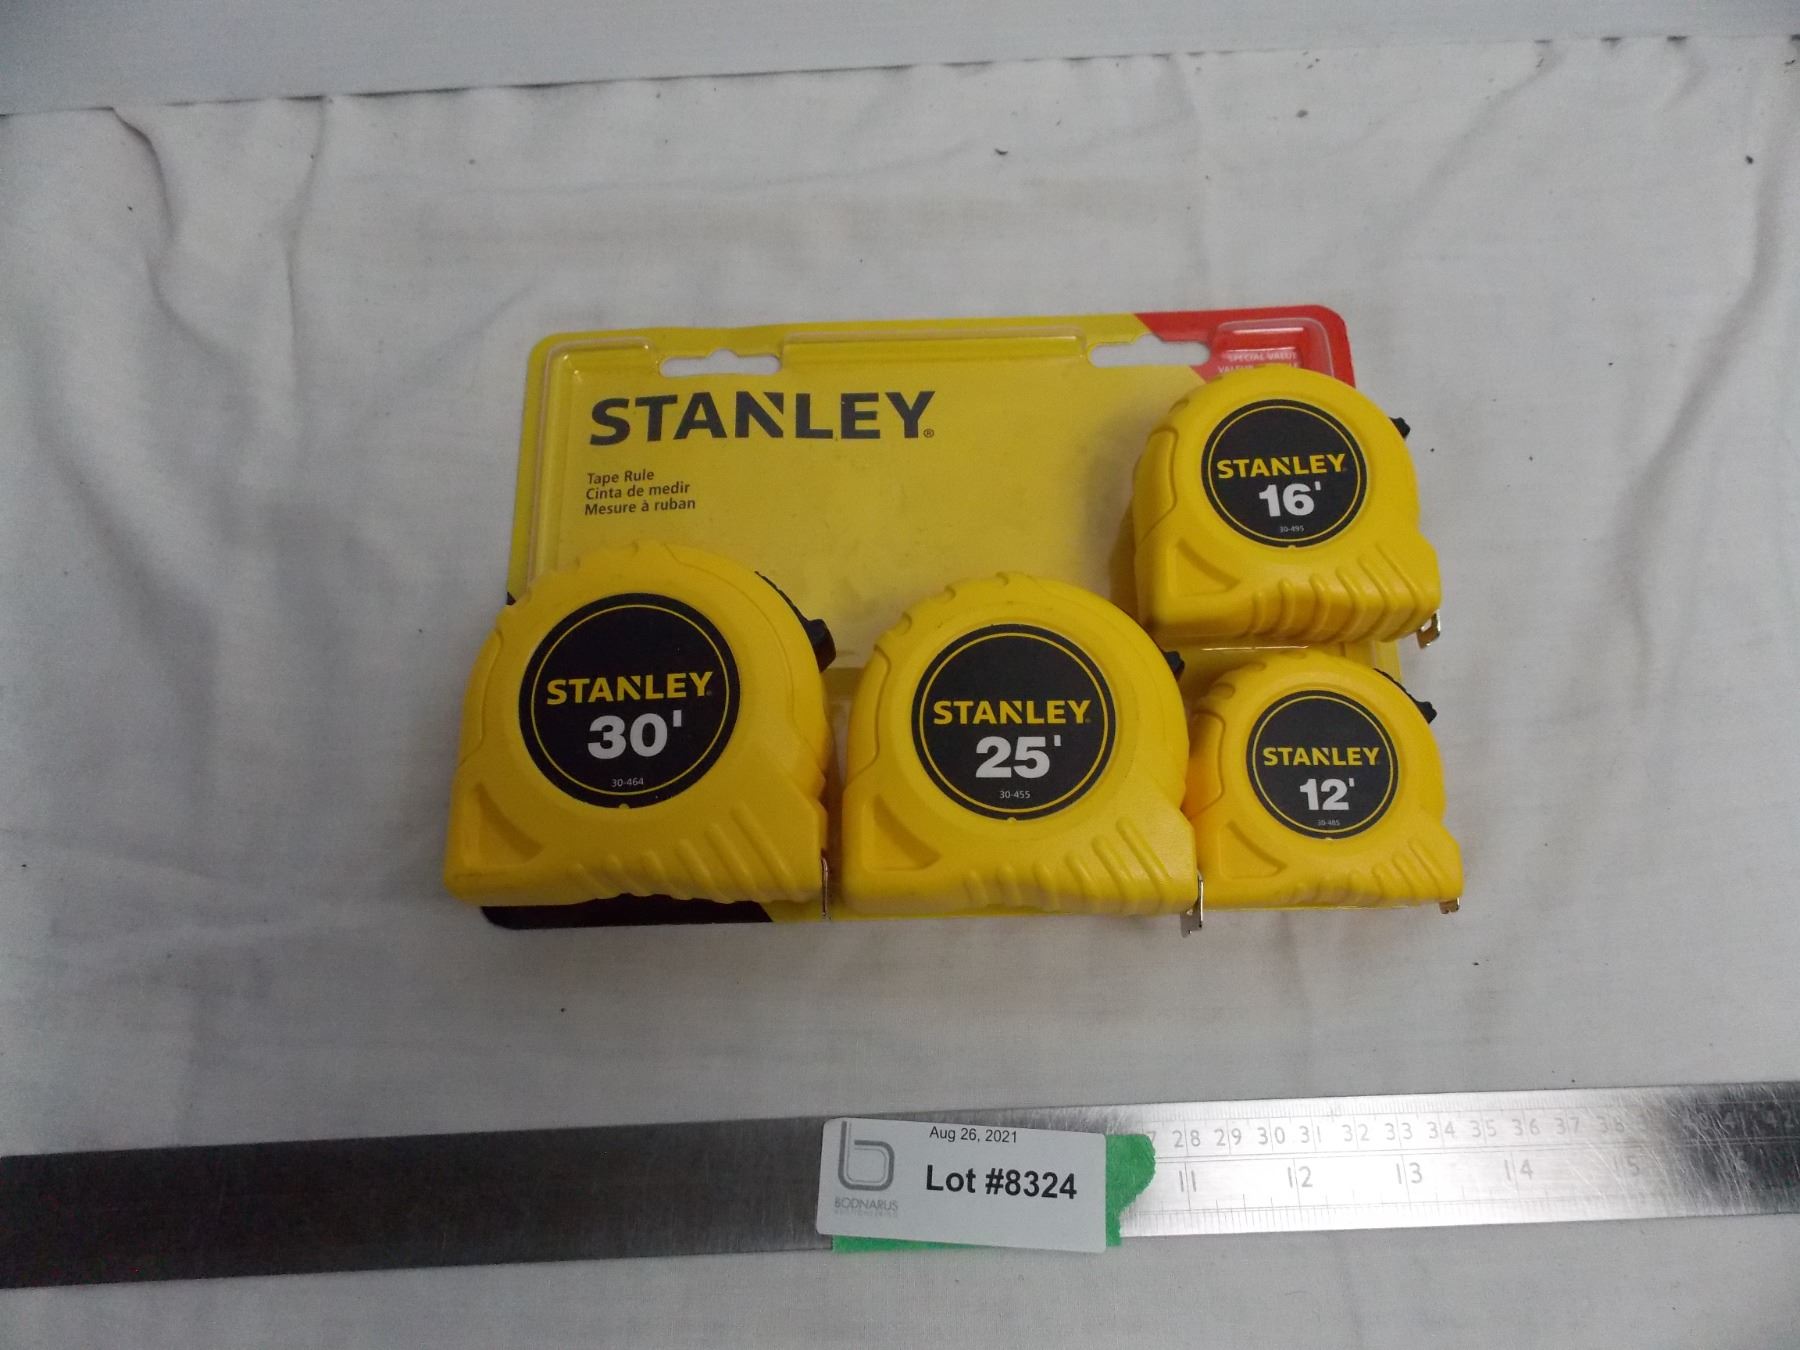 STANLEY®
Tape Rule
Cinta de medir
Mesure à ruban
SPECIAL VALUE
STANLEY
16'
30-495
STANLEY
30'
30-464
STANLEY
25'
30-455
STANLEY
12'
30-485
Aug 26, 2021
Lot #8324
BODNARUS
28 29 30 31 32 33 34 35 36 37 38
11 12 13 14 15